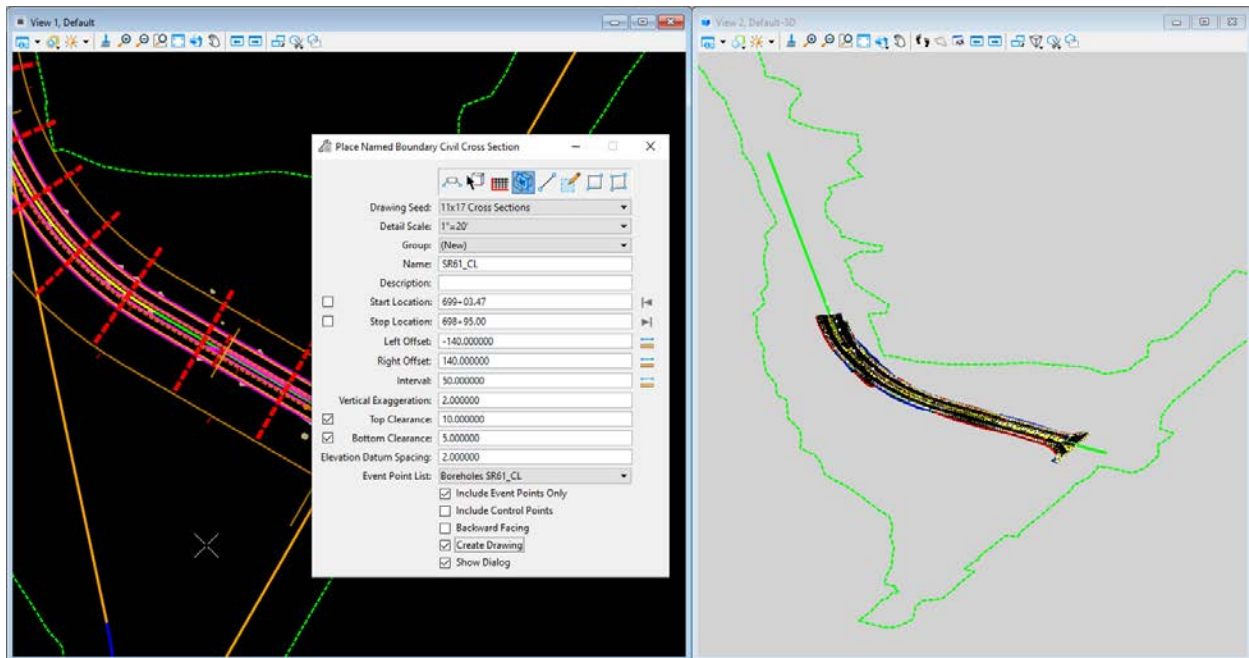 View 1, Default
View 2, Default-3D
Place Named Boundary Civil Cross Section
Drawing Seed: 11x17 Cross Sections
Detail Scale: 1"=20'
Group: (New)
Name: SR61_CL
Description:
Start Location: 699+03.47
Stop Location: 698+95.00
Left Offset: -140.000000
Right Offset: 140.000000
Interval: 50.000000
Vertical Exaggeration: 2.000000
Top Clearance: 10.000000
Bottom Clearance: 5.000000
Elevation Datum Spacing: 2.000000
Event Point List: Boreholes SR61_CL
Include Event Points Only
Include Control Points
Backward Facing
Create Drawing
Show Dialog